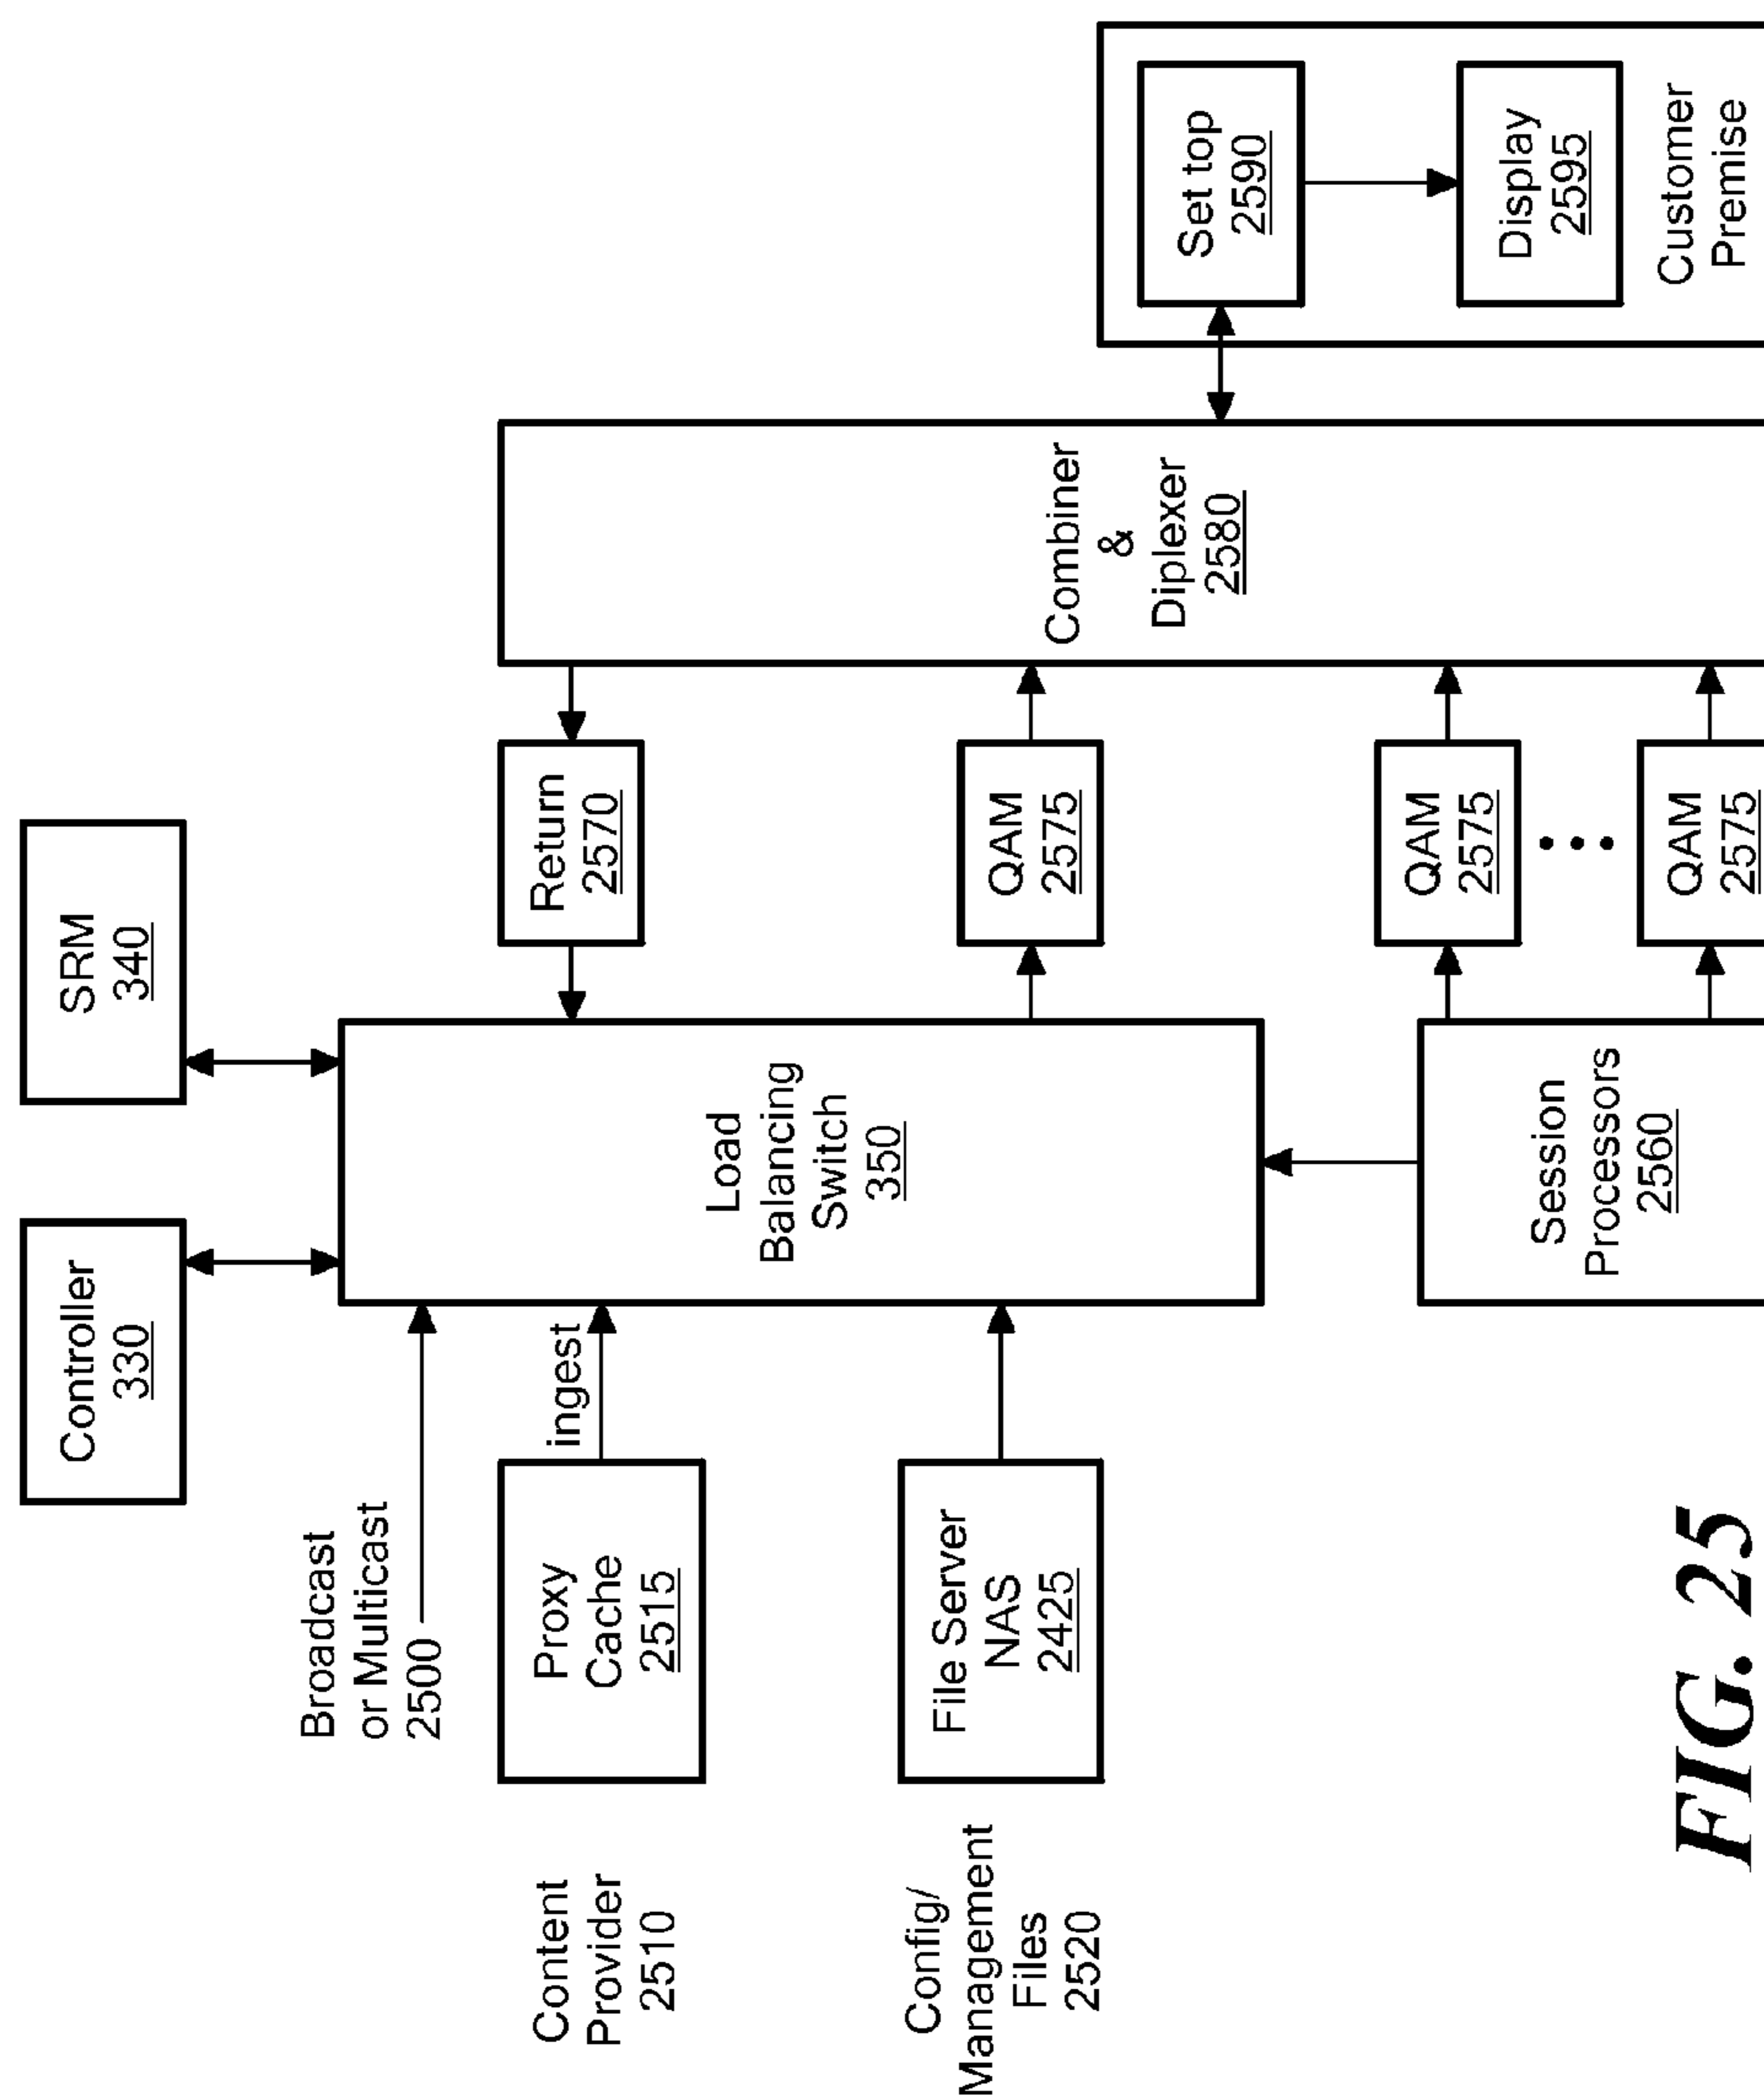 Controller
330
SRM
340
Broadcast
or Multicast
2500
Content
Provider
2510
Proxy
Cache
2515
ingest
Config/
Management
Files
2520
File Server
NAS
2425
Load
Balancing
Switch
350
Session
Processors
2560
Return
2570
QAM
2575
QAM
2575
QAM
2575
Combiner
&
Diplexer
2580
Set top
2590
Display
2595
Customer
Premise
FIG. 25